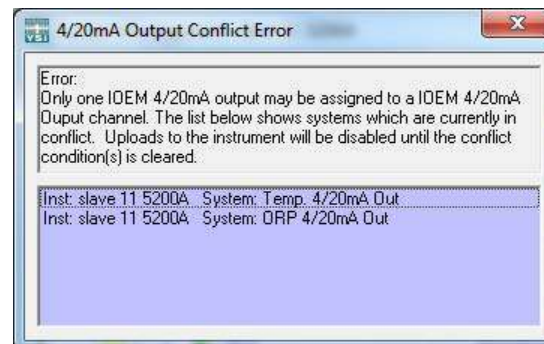 YSI
4/20mA Output Conflict Error
Error:
Only one IOEM 4/20mA output may be assigned to a IOEM 4/20mA
Ouput channel. The list below shows systems which are currently in
conflict. Uploads to the instrument will be disabled until the conflict
condition(s) is cleared.
Inst: slave 11 5200A System: Temp. 4/20mA Out
Inst: slave 11 5200A System: ORP 4/20mA Out